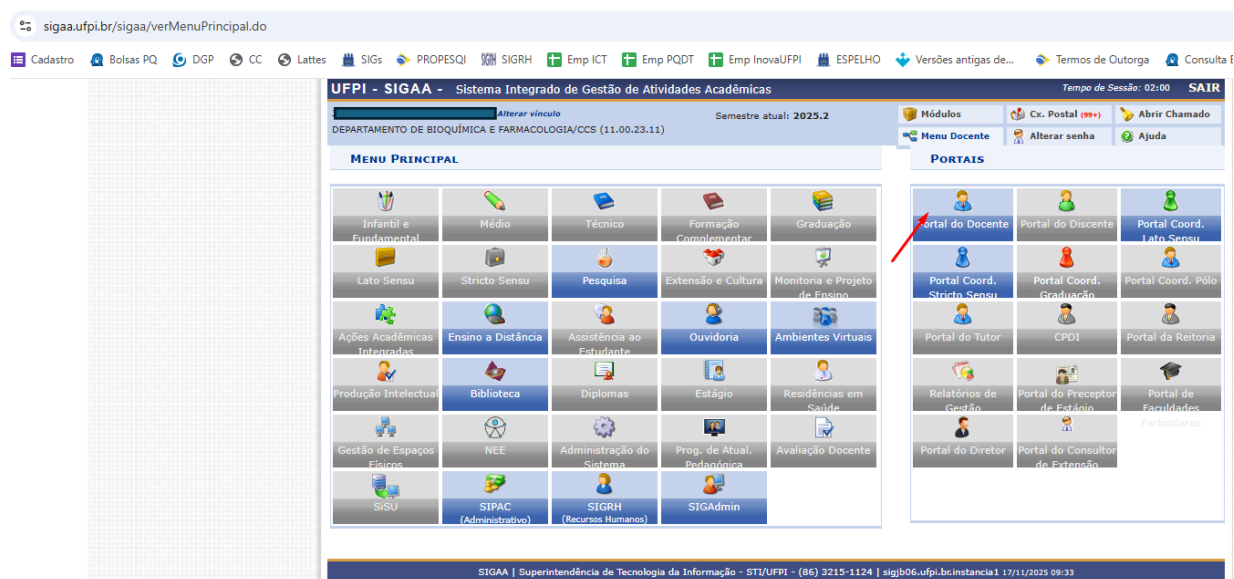 sigaa.ufpi.br/sigaa/verMenuPrincipal.do
Cadastro Bolsas PQ DGP CC Lattes SIGs PROPESQI SIGRH Emp ICT Emp PQDT Emp InovaUFPI ESPELHO Versões antigas de... Termos de Outorga Consulta E
UFPI - SIGAA - Sistema Integrado de Gestão de Atividades Acadêmicas Tempo de Sessão: 02:00 SAIR
Alterar vínculo Semestre atual: 2025.2 Módulos Cx. Postal (99+) Abrir Chamado
DEPARTAMENTO DE BIOQUÍMICA E FARMACOLOGIA/CCS (11.00.23.11) Menu Docente Alterar senha Ajuda
MENU PRINCIPAL
Infantil e Fundamental
Médio
Técnico
Formação Complementar
Graduação
Lato Sensu
Stricto Sensu
Pesquisa
Extensão e Cultura
Monitoria e Projeto de Ensino
Ações Acadêmicas Integradas
Ensino a Distância
Assistência ao Estudante
Ouvidoria
Ambientes Virtuais
Produção Intelectual
Biblioteca
Diplomas
Estágio
Residências em Saúde
Gestão de Espaços Físicos
NEE
Administração do Sistema
Prog. de Atual. Pedagógica
Avaliação Docente
SiSU
SIPAC
(Administrativo)
SIGRH
(Recursos Humanos)
SIGAdmin
PORTAIS
Portal do Docente
Portal do Discente
Portal Coord. Lato Sensu
Portal Coord. Stricto Sensu
Portal Coord. Graduação
Portal Coord. Pólo
Portal do Tutor
CPDI
Portal da Reitoria
Relatórios de Gestão
Portal do Preceptor de Estágio
Portal de Faculdades Particulares
Portal do Diretor
Portal do Consultor de Extensão
SIGAA | Superintendência de Tecnologia da Informação - STI/UFPI - (86) 3215-1124 | sigjb06.ufpi.br.instancia1 17/11/2025 09:33